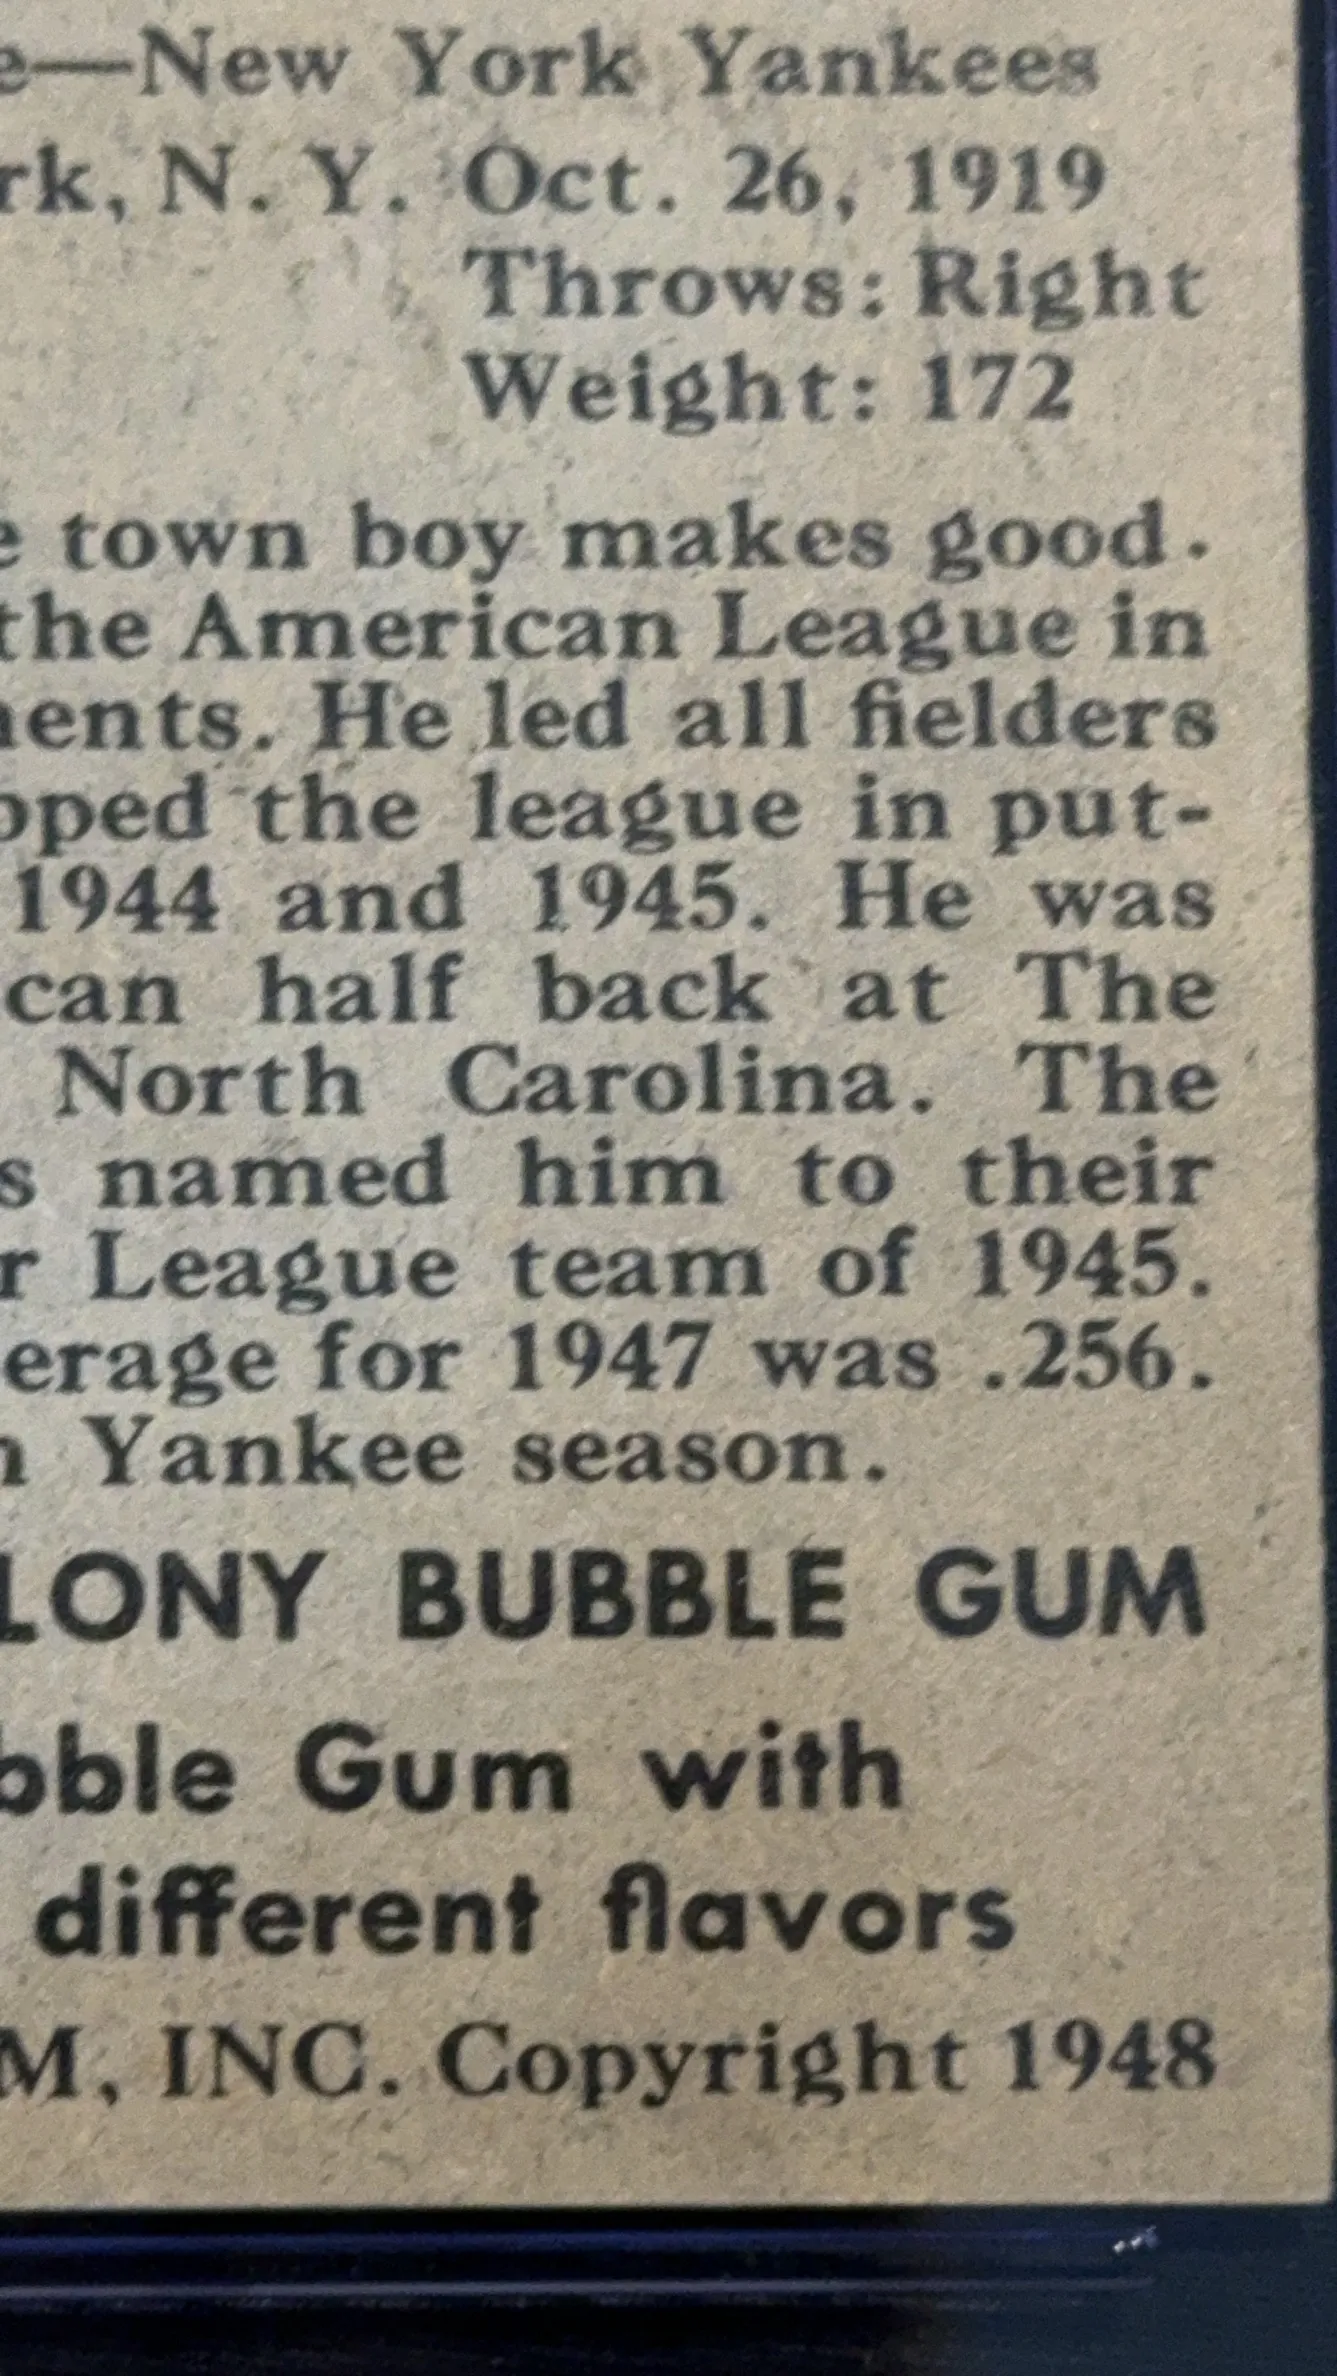 e—New York Yankees
rk, N. Y. Oct. 26, 1919
Throws: Right
Weight: 172
e town boy makes good.
the American League in
ents. He led all fielders
pped the league in put-
1944 and 1945. He was
can half back at The
North Carolina. The
s named him to their
r League team of 1945.
erage for 1947 was .256.
n Yankee season.
LONY BUBBLE GUM
bble Gum with
different flavors
M, INC. Copyright 1948